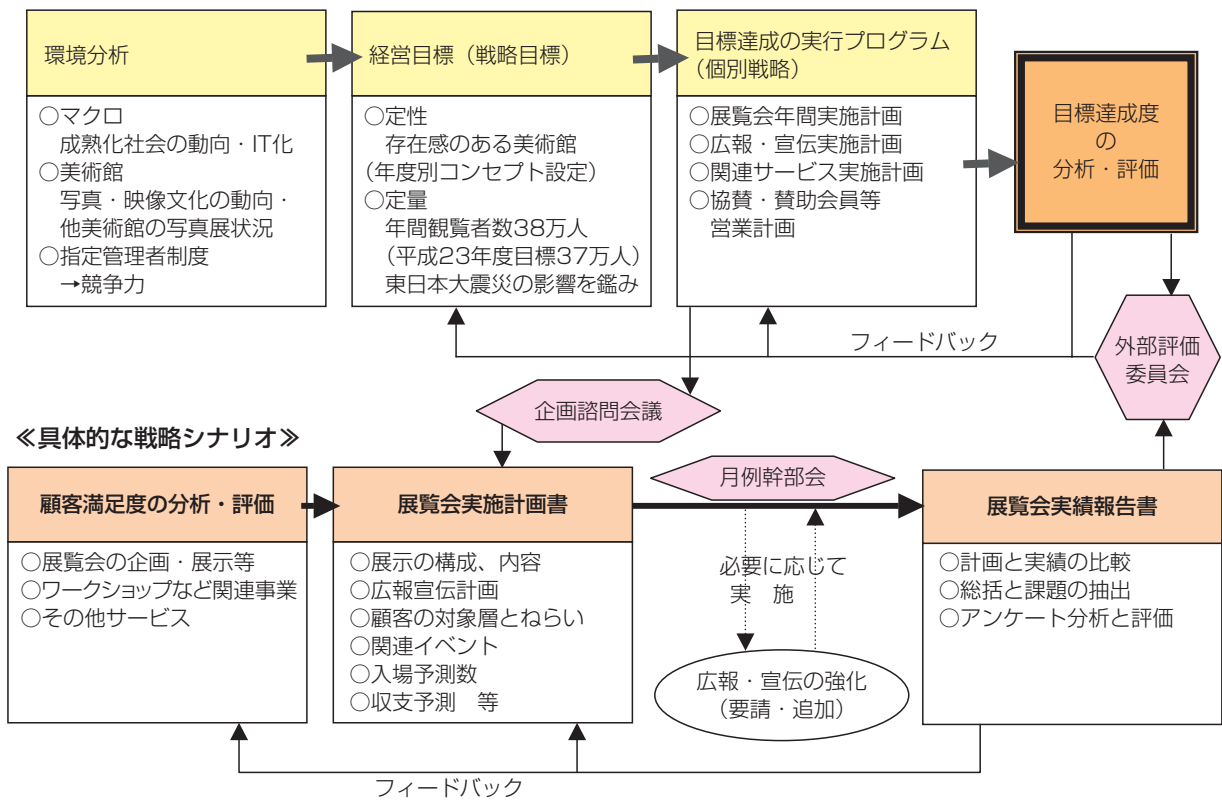 環境分析
○マクロ
成熟化社会の動向・IT化
○美術館
写真・映像文化の動向・
他美術館の写真展状況
○指定管理者制度
→競争力
経営目標（戦略目標）
○定性
存在感のある美術館
（年度別コンセプト設定）
○定量
年間観覧者数38万人
（平成23年度目標37万人）
東日本大震災の影響を鑑み
目標達成の実行プログラム
（個別戦略）
○展覧会年間実施計画
○広報・宣伝実施計画
○関連サービス実施計画
○協賛・賛助会員等
営業計画
目標達成度
の
分析・評価
フィードバック
外部評価
委員会
企画諮問会議
≪具体的な戦略シナリオ≫
顧客満足度の分析・評価
○展覧会の企画・展示等
○ワークショップなど関連事業
○その他サービス
展覧会実施計画書
○展示の構成、内容
○広報宣伝計画
○顧客の対象層とねらい
○関連イベント
○入場予測数
○収支予測　等
月例幹部会
必要に応じて
実　施
広報・宣伝の強化
（要請・追加）
展覧会実績報告書
○計画と実績の比較
○総括と課題の抽出
○アンケート分析と評価
フィードバック